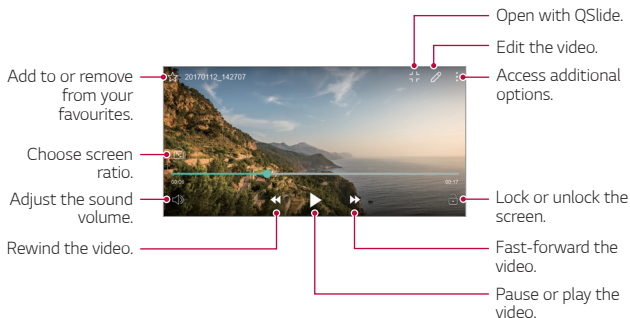 Open with QSlide.
Edit the video.
Add to or remove
from your
favourites.
20170112_142707
Access additional
options.
Choose screen
ratio.
00:06
00:17
Adjust the sound
volume.
Lock or unlock the
screen.
Rewind the video.
Fast-forward the
video.
Pause or play the
video.